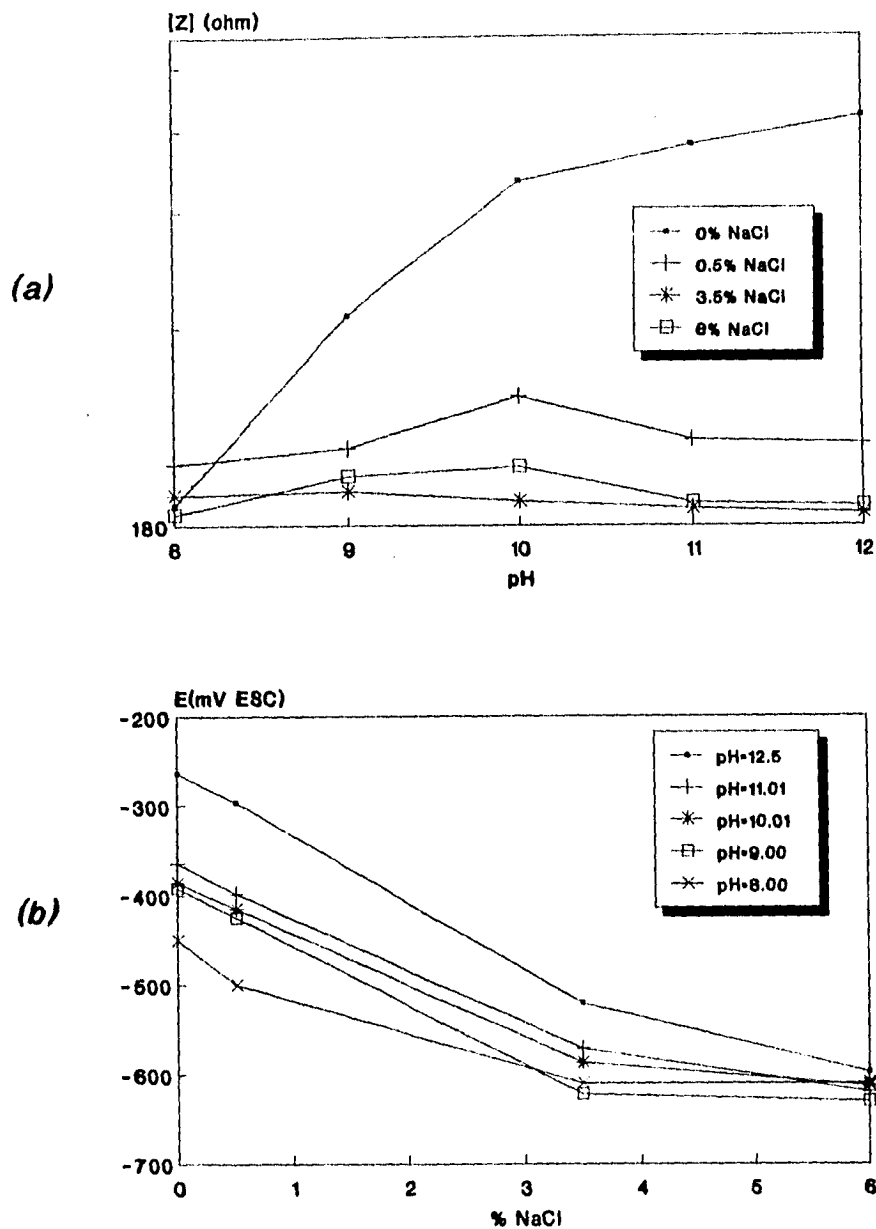 [Z] (ohm)
(a)
0% NaCl
0.5% NaCl
3.5% NaCl
6% NaCl
180
8 9 10 11 12
pH
E(mV ESC)
(b)
-200
-300
-400
-500
-600
-700
pH=12.5
pH=11.01
pH=10.01
pH=9.00
pH=8.00
0 1 2 3 4 5 6
% NaCl